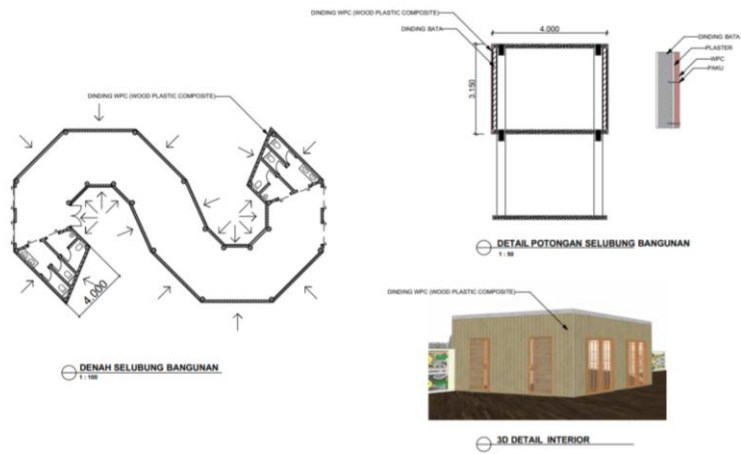 DINDING WPC (WOOD PLASTIC COMPOSITE)
4.000
DENAH SELUBUNG BANGUNAN
1 : 100
DINDING WPC (WOOD PLASTIC COMPOSITE)
DINDING BATA
4.000
3.150
DINDING BATA
PLASTER
WPC
PAKU
DETAIL POTONGAN SELUBUNG BANGUNAN
1 : 50
DINDING WPC (WOOD PLASTIC COMPOSITE)
3D DETAIL INTERIOR